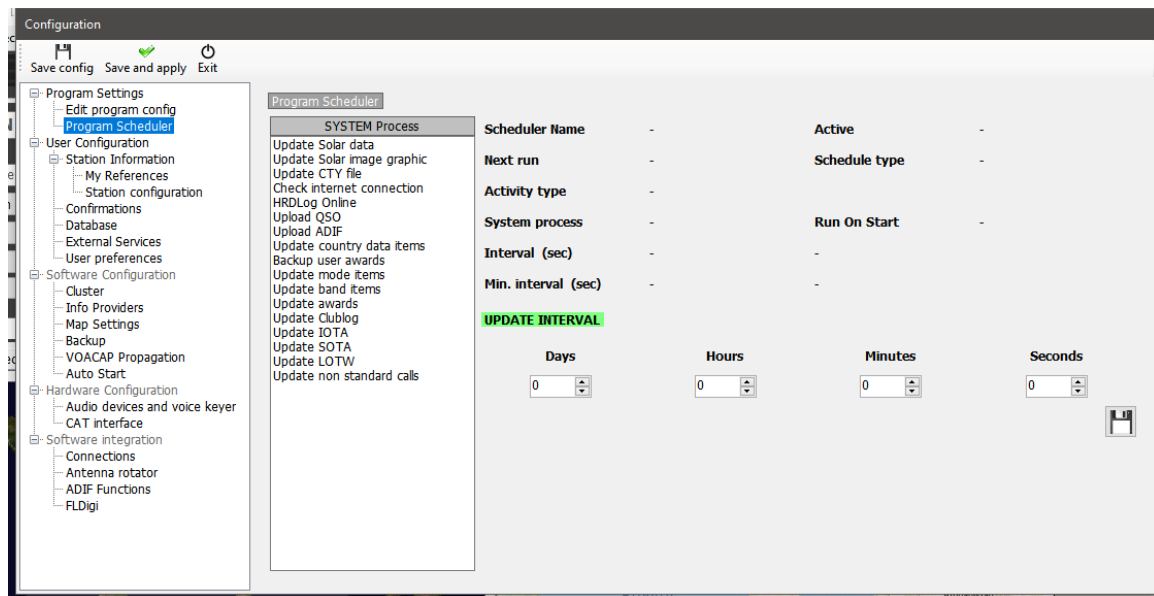 Configuration
Save config Save and apply Exit
Program Settings
Edit program config
Program Scheduler
User Configuration
Station Information
My References
Station configuration
Confirmations
Database
External Services
User preferences
Software Configuration
Cluster
Info Providers
Map Settings
Backup
VOACAP Propagation
Auto Start
Hardware Configuration
Audio devices and voice keyer
CAT interface
Software integration
Connections
Antenna rotator
ADIF Functions
FLDigi
Program Scheduler
SYSTEM Process
Update Solar data
Update Solar image graphic
Update CTY file
Check internet connection
HRDLog Online
Upload QSO
Upload ADIF
Update country data items
Backup user awards
Update mode items
Update band items
Update awards
Update Clublog
Update IOTA
Update SOTA
Update LOTW
Update non standard calls
Scheduler Name - Active -
Next run - Schedule type -
Activity type -
System process - Run On Start -
Interval (sec) - -
Min. interval (sec) - -
UPDATE INTERVAL
Days Hours Minutes Seconds
0 0 0 0